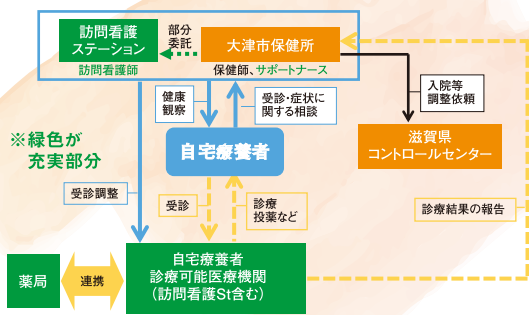 訪問看護
ステーション
部分
委託
大津市保健所
訪問看護師
保健師、サポートナース
健康
観察
受診・症状に
関する相談
入院等
調整依頼
※緑色が
充実部分
自宅療養者
滋賀県
コントロールセンター
受診調整
受診
診療
投薬など
診療結果の報告
薬局
連携
自宅療養者
診療可能医療機関
（訪問看護St含む）